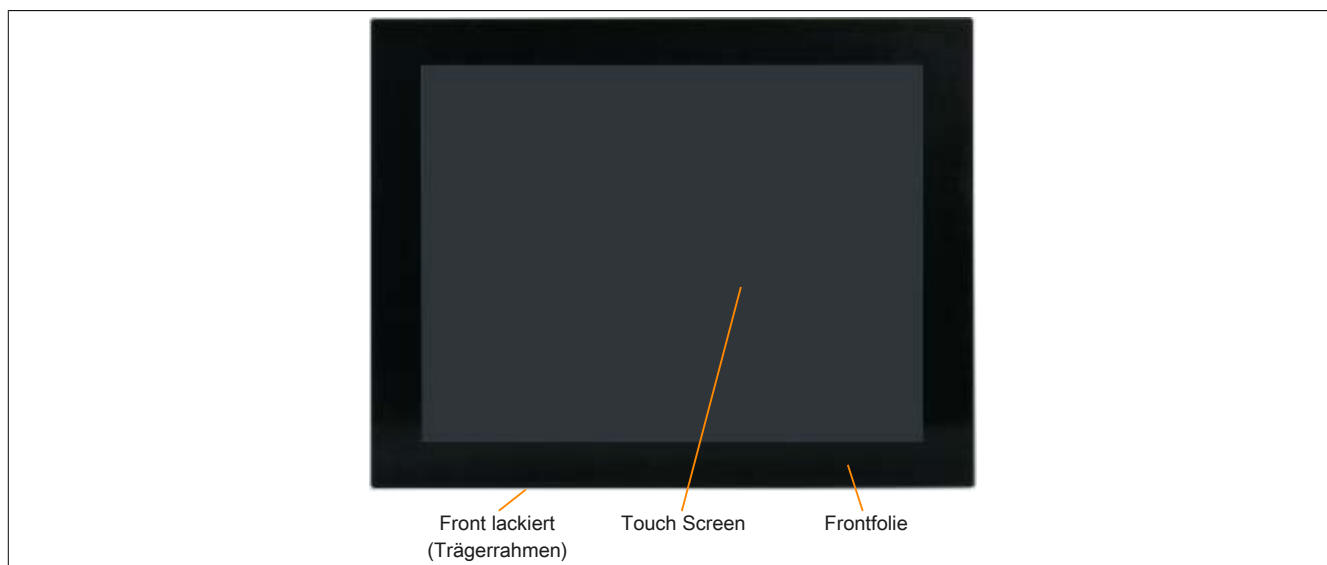 Front lackiert
(Trägerrahmen)
Touch Screen
Frontfolie